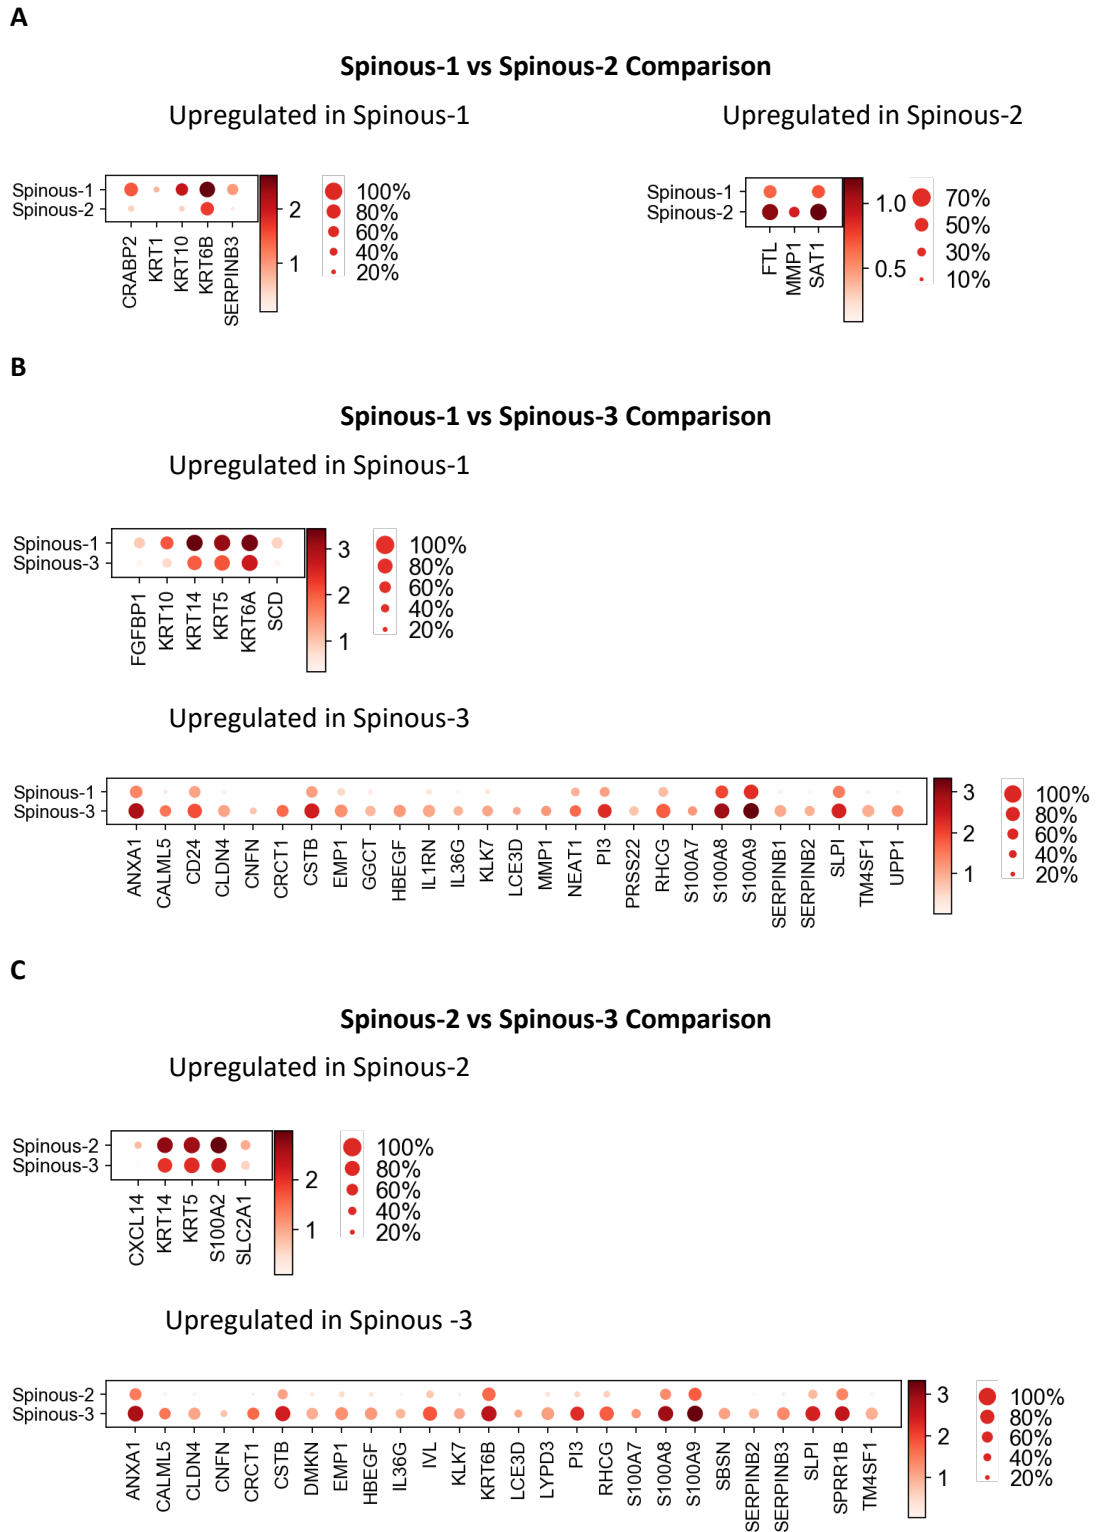 A
Spinous-1 vs Spinous-2 Comparison
Upregulated in Spinous-1
Spinous-1
Spinous-2
CRABP2
KRT1
KRT10
KRT6B
SERPINB3
2
1
100%
80%
60%
40%
20%
Upregulated in Spinous-2
Spinous-1
Spinous-2
FTL
MMP1
SAT1
1.0
0.5
70%
50%
30%
10%
B
Spinous-1 vs Spinous-3 Comparison
Upregulated in Spinous-1
Spinous-1
Spinous-3
FGFBP1
KRT10
KRT14
KRT5
KRT6A
SCD
3
2
1
100%
80%
60%
40%
20%
Upregulated in Spinous-3
Spinous-1
Spinous-3
ANXA1
CALML5
CD24
CLDN4
CNFN
CRCT1
CSTB
EMP1
GGCT
HBEGF
IL1RN
IL36G
KLK7
LCE3D
MMP1
NEAT1
PI3
PRSS22
RHCG
S100A7
S100A8
S100A9
SERPINB1
SERPINB2
SLPI
TM4SF1
UPP1
3
2
1
100%
80%
60%
40%
20%
C
Spinous-2 vs Spinous-3 Comparison
Upregulated in Spinous-2
Spinous-2
Spinous-3
CXCL14
KRT14
KRT5
S100A2
SLC2A1
2
1
100%
80%
60%
40%
20%
Upregulated in Spinous -3
Spinous-2
Spinous-3
ANXA1
CALML5
CLDN4
CNFN
CRCT1
CSTB
DMKN
EMP1
HBEGF
IL36G
IVL
KLK7
KRT6B
LCE3D
LYPD3
PI3
RHCG
S100A7
S100A8
S100A9
SBSN
SERPINB2
SERPINB3
SLPI
SPRR1B
TM4SF1
3
2
1
100%
80%
60%
40%
20%